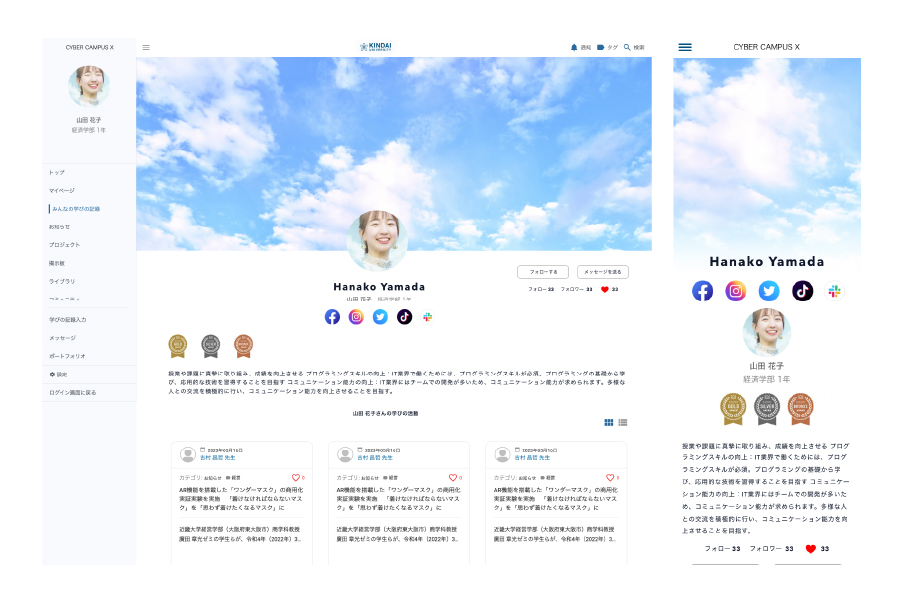 CYBER CAMPUS X
山田 花子
経済学部 1年
トップ
マイページ
みんなの学びの記録
お知らせ
プロジェクト
掲示板
ライブラリ
学びの記録入力
メッセージ
ポートフォリオ
設定
ログイン画面に戻る
KINDAI
UNIVERSITY
通知 タグ 検索
Hanako Yamada
山田 花子 経済学部 1年
フォローする メッセージを送る
フォロー 33 フォロワー 33 33
GOLD SILVER BRONZE
授業や課題に真摯に取り組み、成績を向上させる プログラミングスキルの向上：IT業界で働くためには、プログラミングスキルが必須。プログラミングの基礎から学
び、応用的な技術を習得することを目指す コミュニケーション能力の向上：IT業界にはチームでの開発が多いため、コミュニケーション能力が求められます。多様な
人との交流を積極的に行い、コミュニケーション能力を向上させることを目指す。
山田 花子さんの学びの活動
2023年03月16日
吉村 昌哲 先生
カテゴリ: お知らせ 経営 0
AR機能を搭載した「ワンダーマスク」の商用化
実証実験を実施 「着けなければならないマス
ク」を「思わず着けたくなるマスク」に
近畿大学経営学部（大阪府東大阪市）商学科教授
廣田 章光ゼミの学生らが、令和4年（2022年）3...
2023年03月16日
吉村 昌哲 先生
カテゴリ: お知らせ 経営 0
AR機能を搭載した「ワンダーマスク」の商用化
実証実験を実施 「着けなければならないマス
ク」を「思わず着けたくなるマスク」に
近畿大学経営学部（大阪府東大阪市）商学科教授
廣田 章光ゼミの学生らが、令和4年（2022年）3...
2023年03月16日
吉村 昌哲 先生
カテゴリ: お知らせ 経営 0
AR機能を搭載した「ワンダーマスク」の商用化
実証実験を実施 「着けなければならないマス
ク」を「思わず着けたくなるマスク」に
近畿大学経営学部（大阪府東大阪市）商学科教授
廣田 章光ゼミの学生らが、令和4年（2022年）3...
CYBER CAMPUS X
Hanako Yamada
山田 花子
経済学部 1年
GOLD SILVER BRONZE
授業や課題に真摯に取り組み、成績を向上させる プログ
ラミングスキルの向上：IT業界で働くためには、プログ
ラミングスキルが必須。プログラミングの基礎から学
び、応用的な技術を習得することを目指す コミュニケー
ション能力の向上：IT業界にはチームでの開発が多いた
め、コミュニケーション能力が求められます。多様な人
との交流を積極的に行い、コミュニケーション能力を向
上させることを目指す。
フォロー 33 フォロワー 33 33